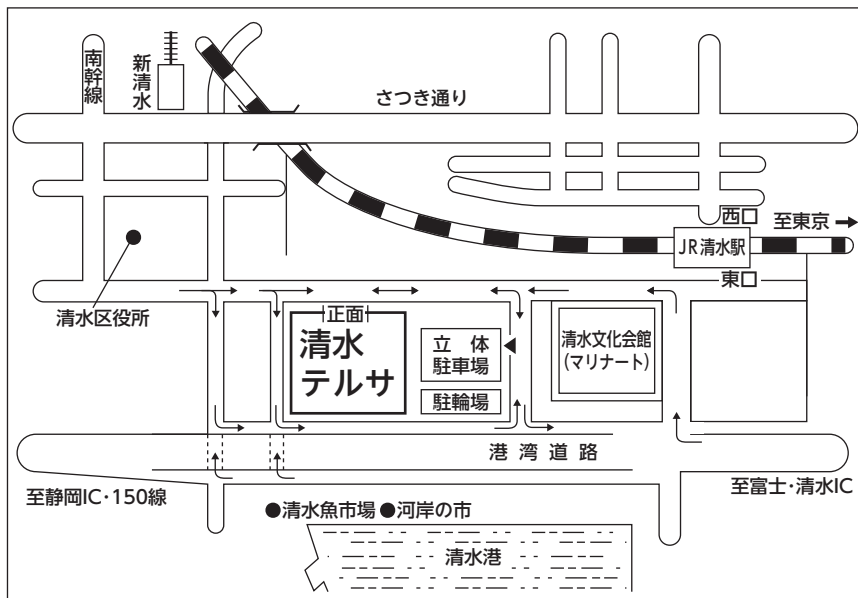 南幹線
新清水
さつき通り
西口
至東京
JR清水駅
東口
清水区役所
正面
清水
テルサ
立 体
駐車場
駐輪場
清水文化会館
(マリナート)
港湾道路
至静岡IC・150線
至富士・清水IC
●清水魚市場 ●河岸の市
清水港